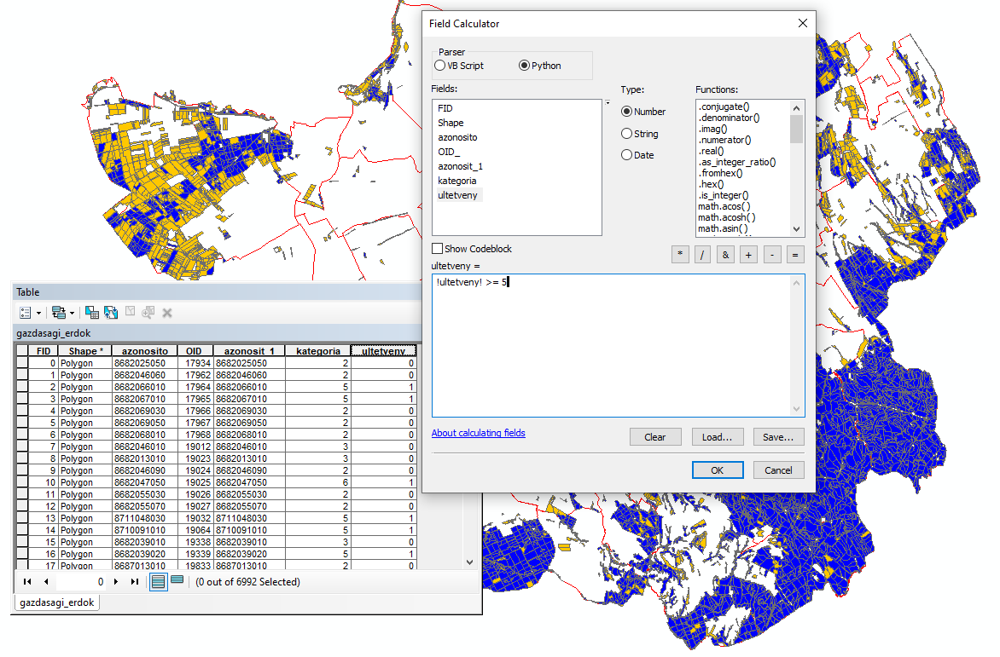 Field Calculator
Parser
VB Script Python
Fields: Type: Functions:
FID
Shape
azonosito
OID_
azonosit_1
kategoria
ultetveny
Number
String
Date
.conjugate()
.denominator()
.imag()
.numerator()
.real()
.as_integer_ratio()
.fromhex()
.hex()
.is_integer()
math.acos( )
math.acosh( )
math.asin( )
Show Codeblock
* / & + - =
ultetveny =
!ultetveny! >= 5
About calculating fields
Clear Load... Save...
OK Cancel
Table
gazdasagi_erdok
FID Shape * azonosito OID azonosit_1 kategoria ultetveny
0 Polygon 8682025050 17934 8682025050 2 0
1 Polygon 8682046060 17962 8682046060 2 0
2 Polygon 8682066010 17964 8682066010 5 1
3 Polygon 8682067010 17965 8682067010 5 1
4 Polygon 8682069030 17966 8682069030 2 0
5 Polygon 8682069050 17967 8682069050 2 0
6 Polygon 8682068010 17968 8682068010 2 0
7 Polygon 8682046010 19012 8682046010 3 0
8 Polygon 8682013010 19023 8682013010 3 0
9 Polygon 8682046090 19024 8682046090 2 0
10 Polygon 8682047050 19025 8682047050 6 1
11 Polygon 8682055030 19026 8682055030 2 0
12 Polygon 8682055070 19027 8682055070 2 0
13 Polygon 8711048030 19032 8711048030 5 1
14 Polygon 8710091010 19064 8710091010 5 1
15 Polygon 8682039010 19338 8682039010 3 0
16 Polygon 8682039020 19339 8682039020 5 1
17 Polygon 8687013010 19833 8687013010 2 0
0 (0 out of 6992 Selected)
gazdasagi_erdok